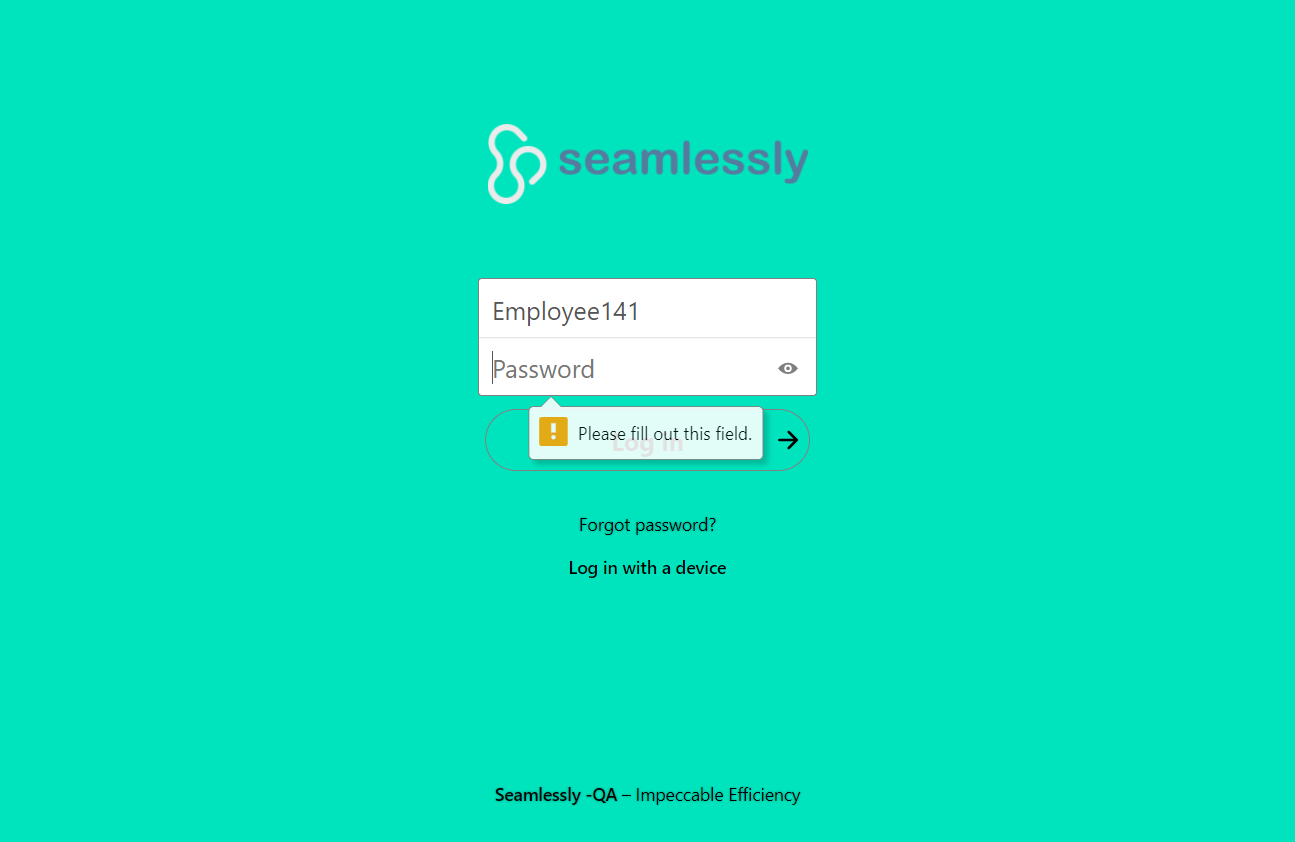 seamlessly
Employee141
Password
Please fill out this field.
Log in
Forgot password?
Log in with a device
Seamlessly -QA – Impeccable Efficiency